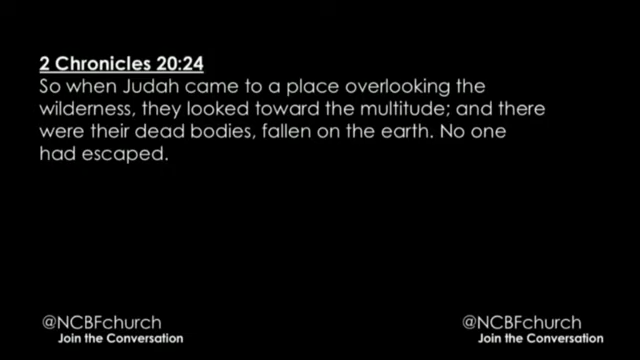 2 Chronicles 20:24
So when Judah came to a place overlooking the
wilderness, they looked toward the multitude; and there
were their dead bodies, fallen on the earth. No one
had escaped.
@NCBFchurch
Join the Conversation
@NCBFchurch
Join the Conversation